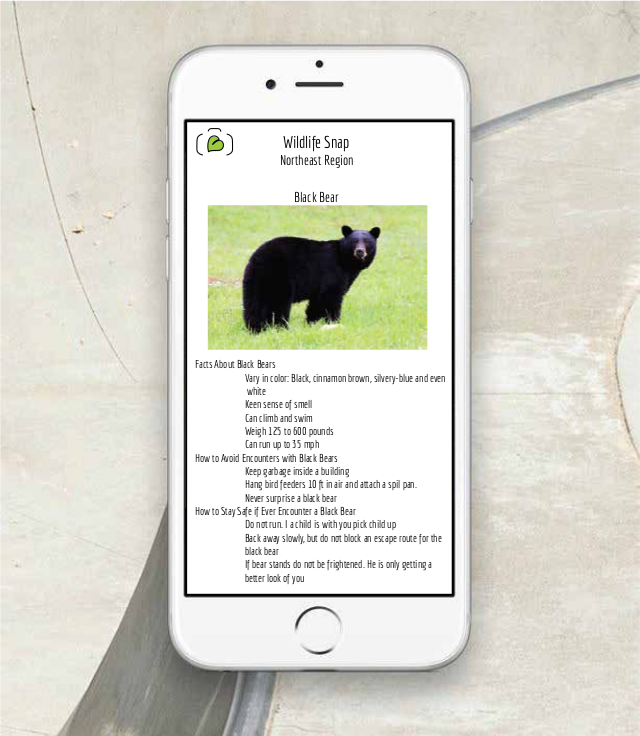 Wildlife Snap
Northeast Region
Black Bear
Facts About Black Bears
Vary in color: Black, cinnamon brown, silvery-blue and even
white
Keen sense of smell
Can climb and swim
Weigh 125 to 600 pounds
Can run up to 35 mph
How to Avoid Encounters with Black Bears
Keep garbage inside a building
Hang bird feeders 10 ft in air and attach a spil pan.
Never surprise a black bear
How to Stay Safe if Ever Encounter a Black Bear
Do not run. I a child is with you pick child up
Back away slowly, but do not block an escape route for the
black bear
If bear stands do not be frightened. He is only getting a
better look of you